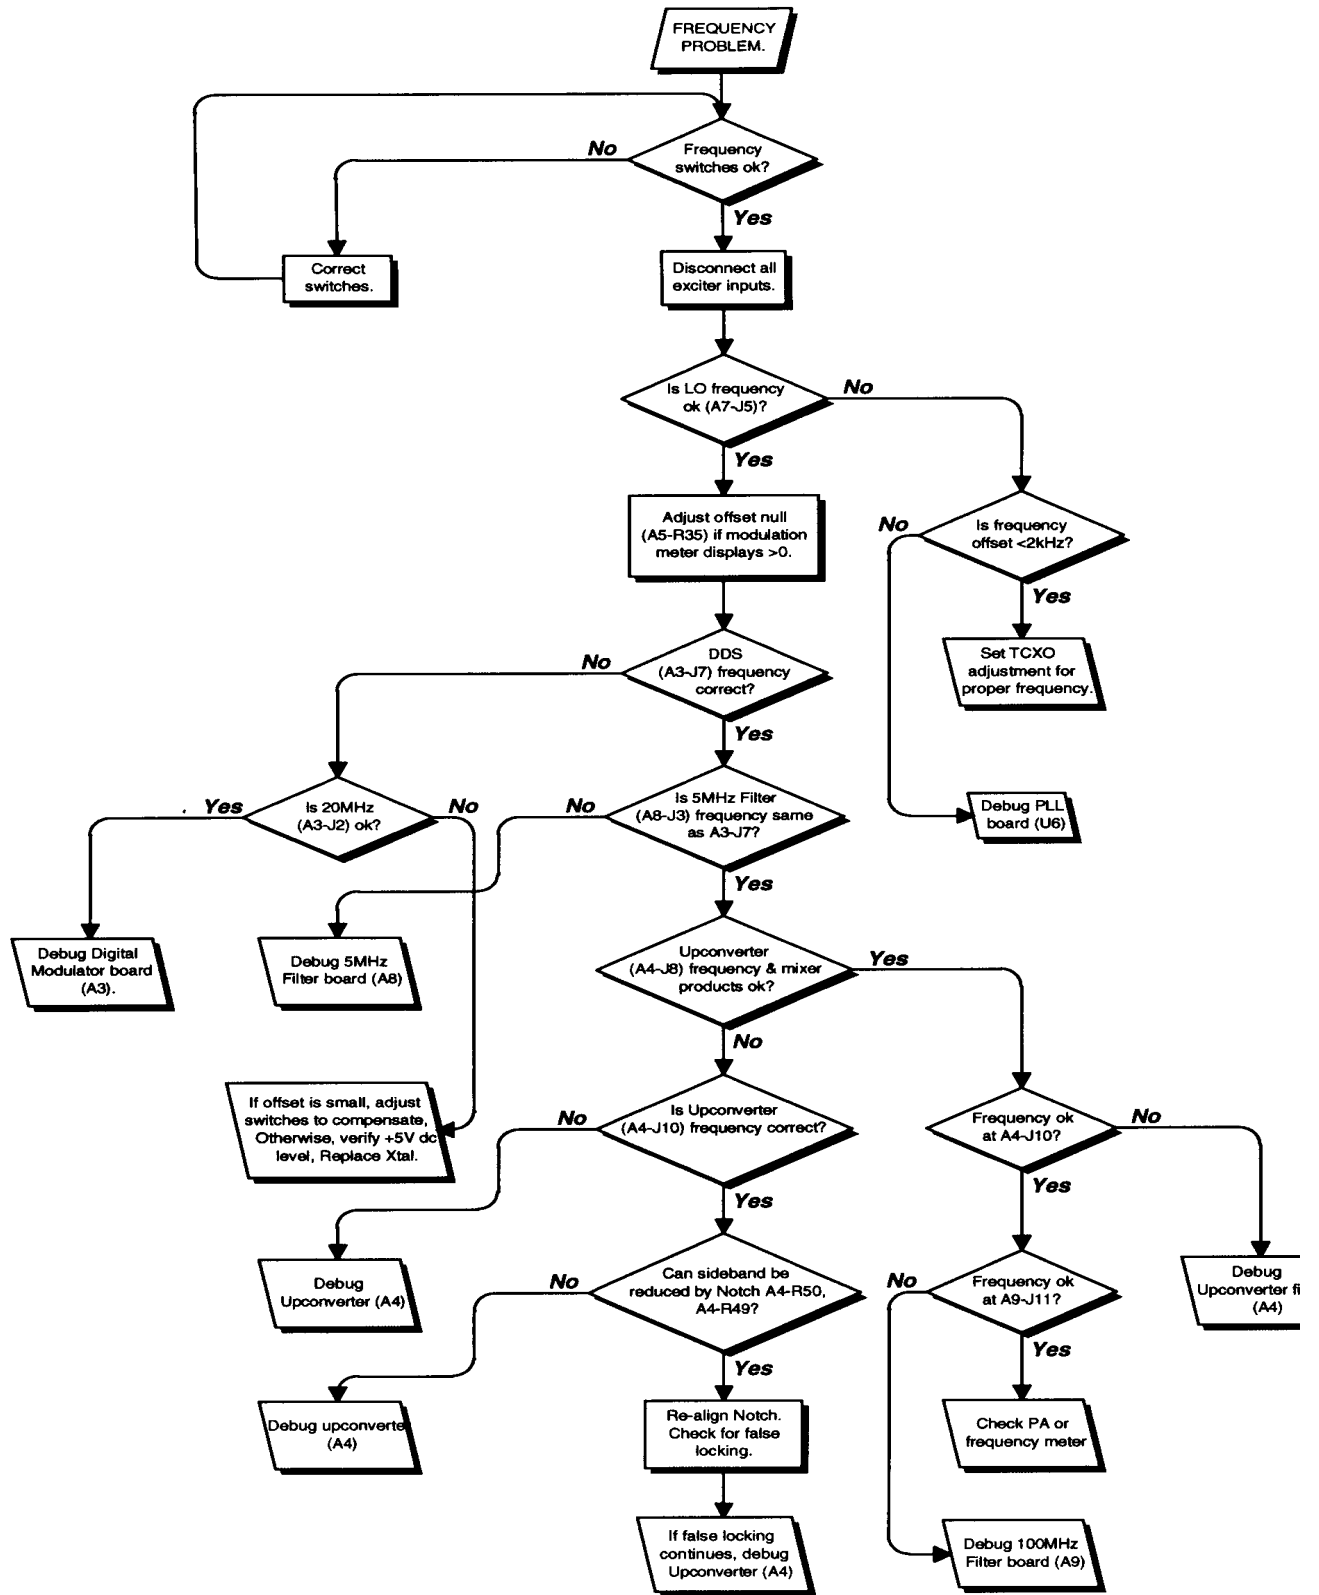 FREQUENCY
PROBLEM.
No
Frequency
switches ok?
Yes
Correct
switches.
Disconnect all
exciter inputs.
Is LO frequency
ok (A7-J5)?
No
Yes
Adjust offset null
(A5-R35) if modulation
meter displays >0.
No
Is frequency
offset <2kHz?
Yes
Set TCXO
adjustment for
proper frequency.
Debug PLL
board (U6)
No
DDS
(A3-J7) frequency
correct?
Yes
Yes
Is 20MHz
(A3-J2) ok?
No
No
Is 5MHz Filter
(A8-J3) frequency same
as A3-J7?
Yes
Debug Digital
Modulator board
(A3).
Debug 5MHz
Filter board (A8)
Upconverter
(A4-J8) frequency & mixer
products ok?
Yes
No
If offset is small, adjust
switches to compensate,
Otherwise, verify +5V dc
level, Replace Xtal.
No
Is Upconverter
(A4-J10) frequency correct?
Yes
Frequency ok
at A4-J10?
No
Yes
Debug
Upconverter (A4)
No
Can sideband be
reduced by Notch A4-R50,
A4-R49?
Yes
No
Frequency ok
at A9-J11?
Yes
Debug
Upconverter fi
(A4)
Debug upconverte
(A4)
Re-align Notch.
Check for false
locking.
Check PA or
frequency meter
If false locking
continues, debug
Upconverter (A4)
Debug 100MHz
Filter board (A9)